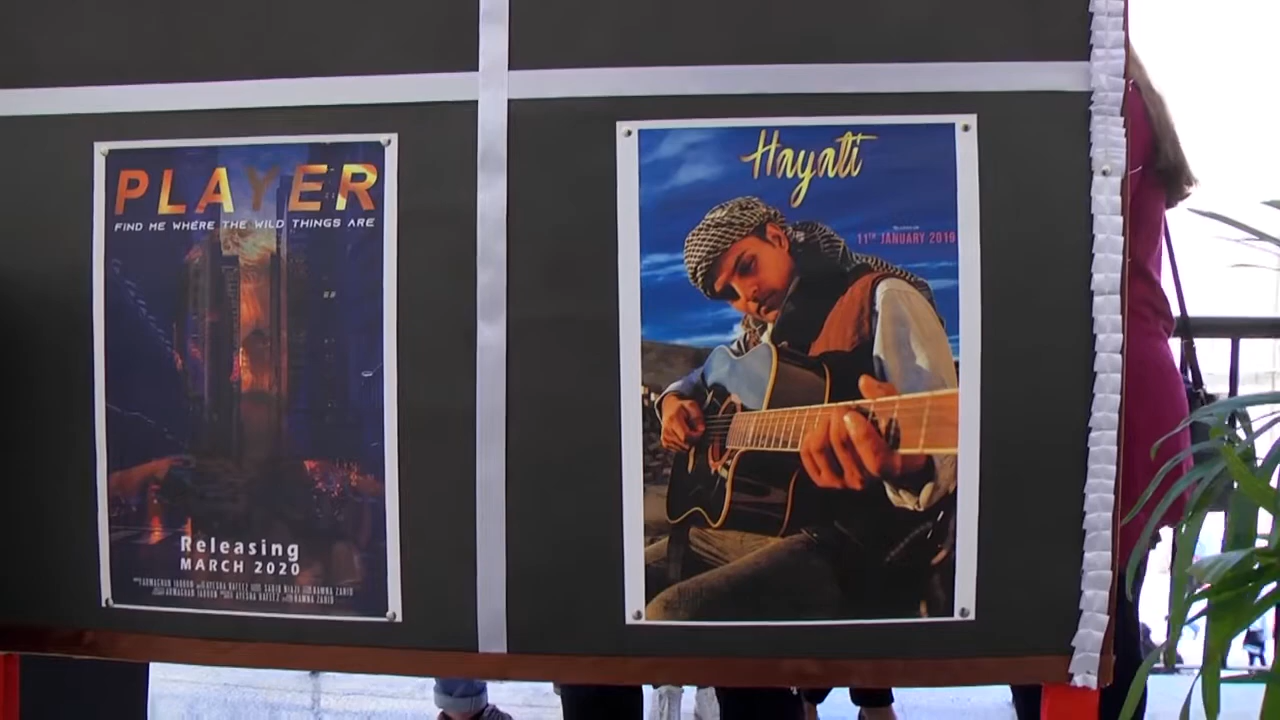 PLAYER
FIND ME WHERE THE WILD THINGS ARE
Releasing
MARCH 2020
Hayati
11TH JANUARY 2019